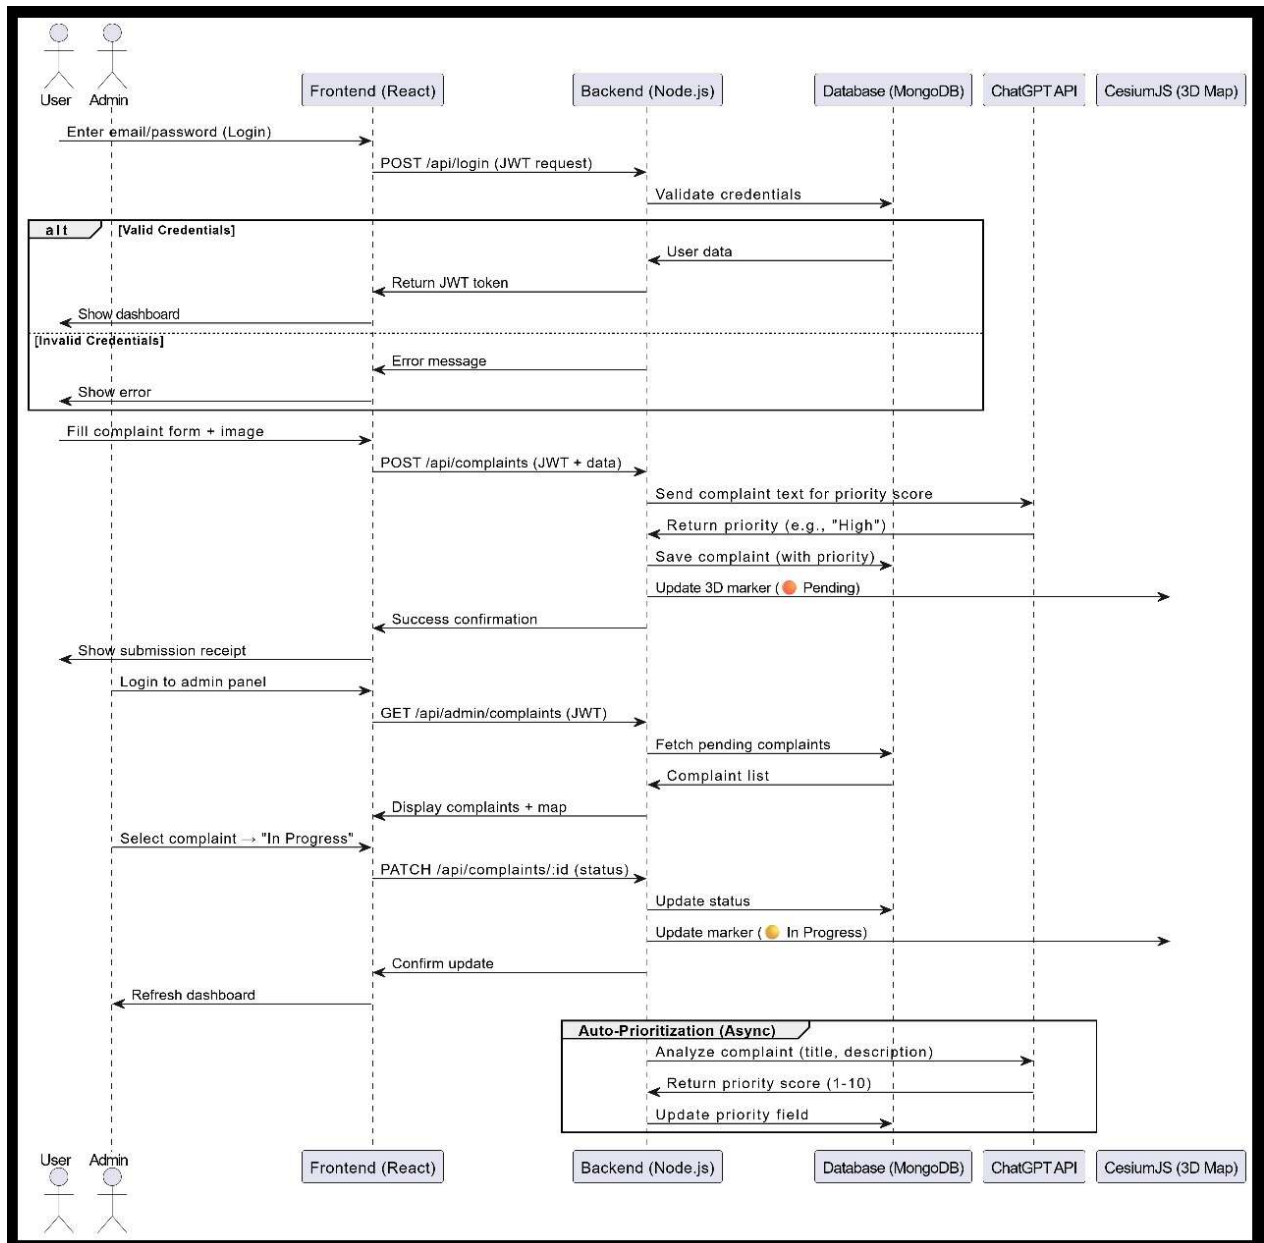 User Admin
Frontend (React) Backend (Node.js) Database (MongoDB) ChatGPT API CesiumJS (3D Map)
Enter email/password (Login)
POST /api/login (JWT request)
Validate credentials
alt [Valid Credentials]
User data
Return JWT token
Show dashboard
[Invalid Credentials]
Error message
Show error
Fill complaint form + image
POST /api/complaints (JWT + data)
Send complaint text for priority score
Return priority (e.g., "High")
Save complaint (with priority)
Update 3D marker (🔴 Pending)
Success confirmation
Show submission receipt
Login to admin panel
GET /api/admin/complaints (JWT)
Fetch pending complaints
Complaint list
Display complaints + map
Select complaint → "In Progress"
PATCH /api/complaints/:id (status)
Update status
Update marker (🟡 In Progress)
Confirm update
Refresh dashboard
Auto-Prioritization (Async)
Analyze complaint (title, description)
Return priority score (1-10)
Update priority field
User Admin
Frontend (React) Backend (Node.js) Database (MongoDB) ChatGPT API CesiumJS (3D Map)